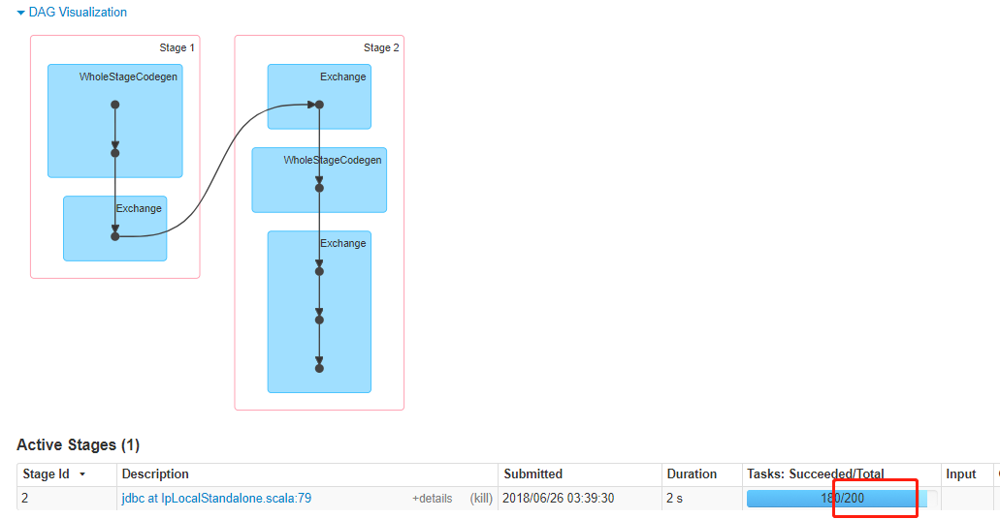 DAG Visualization
Stage 1
Stage 2
WholeStageCodegen
Exchange
WholeStageCodegen
Exchange
Exchange
Active Stages (1)
Stage Id Description Submitted Duration Tasks: Succeeded/Total Input
2 jdbc at IpLocalStandalone.scala:79 +details (kill) 2018/06/26 03:39:30 2 s 180/200